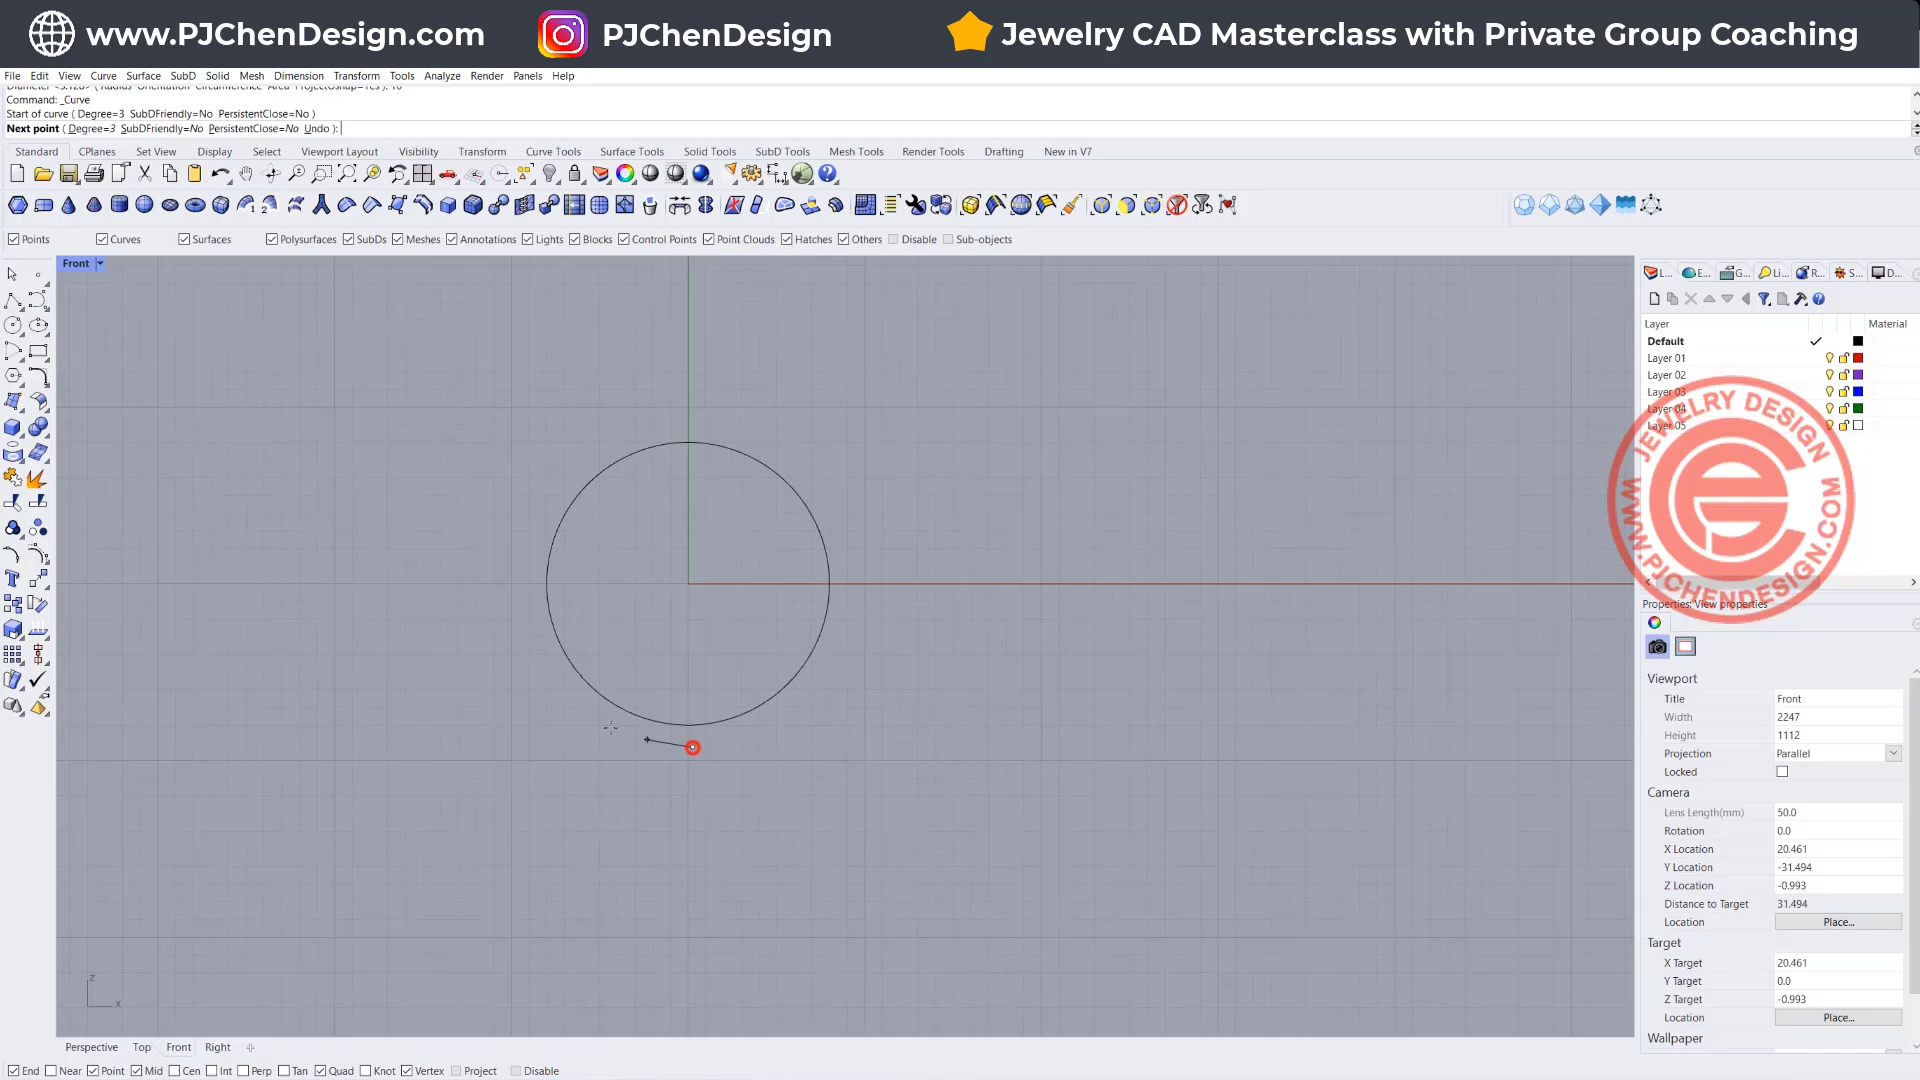 www.PJChenDesign.com PJChenDesign Jewelry CAD Masterclass with Private Group Coaching
File Edit View Curve Surface SubD Solid Mesh Dimension Transform Tools Analyze Render Panels Help
Command: _Curve
Start of curve ( Degree=3 SubDFriendly=No PersistentClose=No )
Next point ( Degree=3 SubDFriendly=No PersistentClose=No Undo ):
Standard CPlanes Set View Display Select Viewport Layout Visibility Transform Curve Tools Surface Tools Solid Tools SubD Tools Mesh Tools Render Tools Drafting New in V7
Points Curves Surfaces Polysurfaces SubDs Meshes Annotations Lights Blocks Control Points Point Clouds Hatches Others Disable Sub-objects
Front
L... E... G... Li... R... S... D...
Layer Material
Default
Layer 01
Layer 02
Layer 03
Layer 04
Layer 05
JEWELRY DESIGN
WWW.PJCHENDESIGN.COM
Properties: View properties
Viewport
Title Front
Width 2247
Height 1112
Projection Parallel
Locked
Camera
Lens Length(mm) 50.0
Rotation 0.0
X Location 20.461
Y Location -31.494
Z Location -0.993
Distance to Target 31.494
Location Place...
Target
X Target 20.461
Y Target 0.0
Z Target -0.993
Location Place...
Wallpaper
z
x
Perspective Top Front Right
End Near Point Mid Cen Int Perp Tan Quad Knot Vertex Project Disable